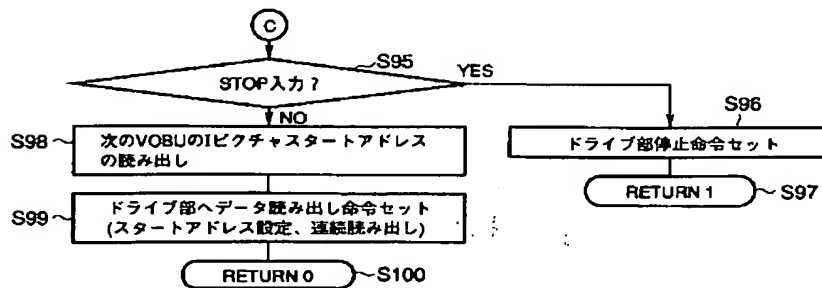 C
S95
STOP入力?
YES
NO
S96
S98
次のVOBUのIピクチャスタートアドレス
の読み出し
ドライブ部停止命令セット
RETURN 1
S97
S99
ドライブ部へデータ読み出し命令セット
(スタートアドレス設定、連続読み出し)
RETURN 0
S100